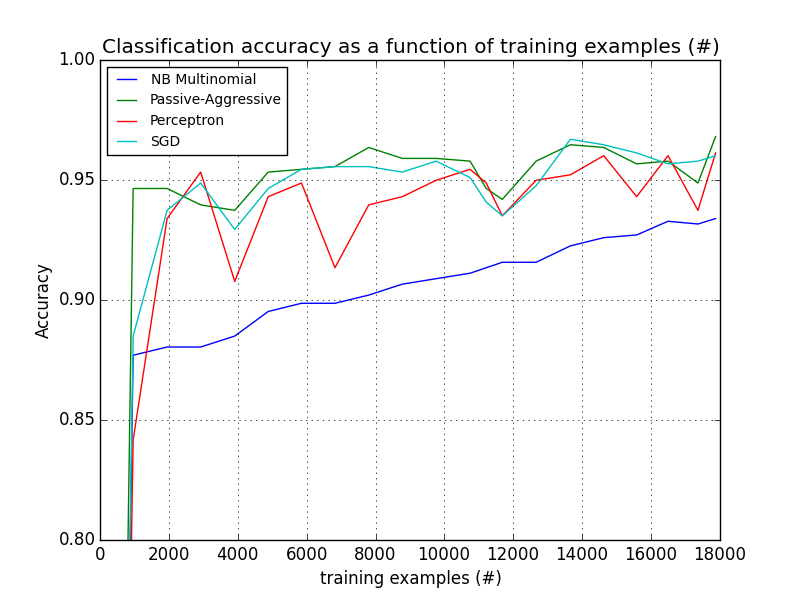 Classification accuracy as a function of training examples (#)
1.00
0.95
0.90
0.85
0.80
Accuracy
NB Multinomial
Passive-Aggressive
Perceptron
SGD
0 2000 4000 6000 8000 10000 12000 14000 16000 18000
training examples (#)